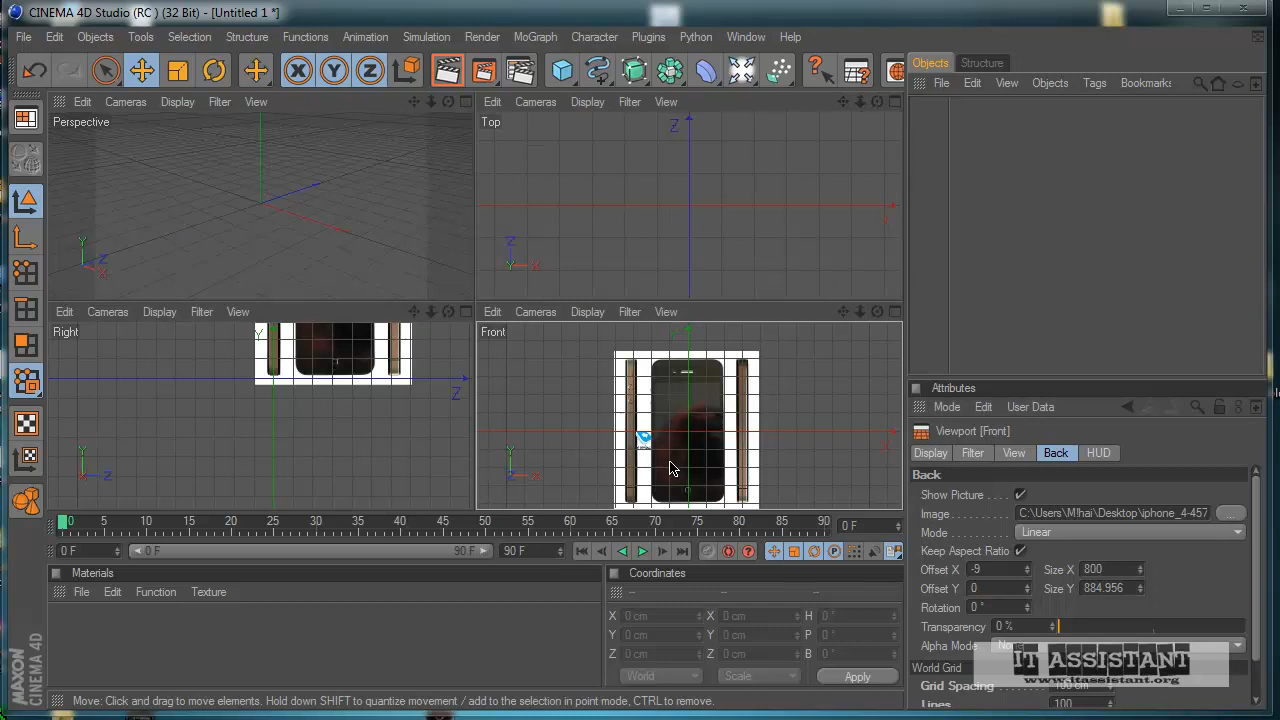 CINEMA 4D Studio (RC ) (32 Bit) - [Untitled 1 *]
File Edit Objects Tools Selection Structure Functions Animation Simulation Render MoGraph Character Plugins Python Window Help
Objects Structure
File Edit View Objects Tags Bookmarks
Edit Cameras Display Filter View
Edit Cameras Display Filter View
Perspective
Top
Edit Cameras Display Filter View
Edit Cameras Display Filter View
Right
Front
Attributes
Mode Edit User Data
Viewport [Front]
Display Filter View Back HUD
Back
Show Picture
Image C:\Users\M!hai\Desktop\iphone_4-457
Mode Linear
Keep Aspect Ratio
Offset X -9 Size X 800
Offset Y 0 Size Y 884.956
Rotation 0 °
Transparency 0 %
Alpha Mode
World Grid
Grid Spacing 100 cm
Lines 100
0 5 10 15 20 25 30 35 40 45 50 55 60 65 70 75 80 85 90 0 F
0 F 0 F 90 F 90 F
Materials
File Edit Function Texture
Coordinates
X 0 cm X 0 cm H 0 °
Y 0 cm Y 0 cm P 0 °
Z 0 cm Z 0 cm B 0 °
World Scale Apply
IT ASSISTANT
www.itassistant.org
MAXON
CINEMA 4D
Move: Click and drag to move elements. Hold down SHIFT to quantize movement / add to the selection in point mode, CTRL to remove.